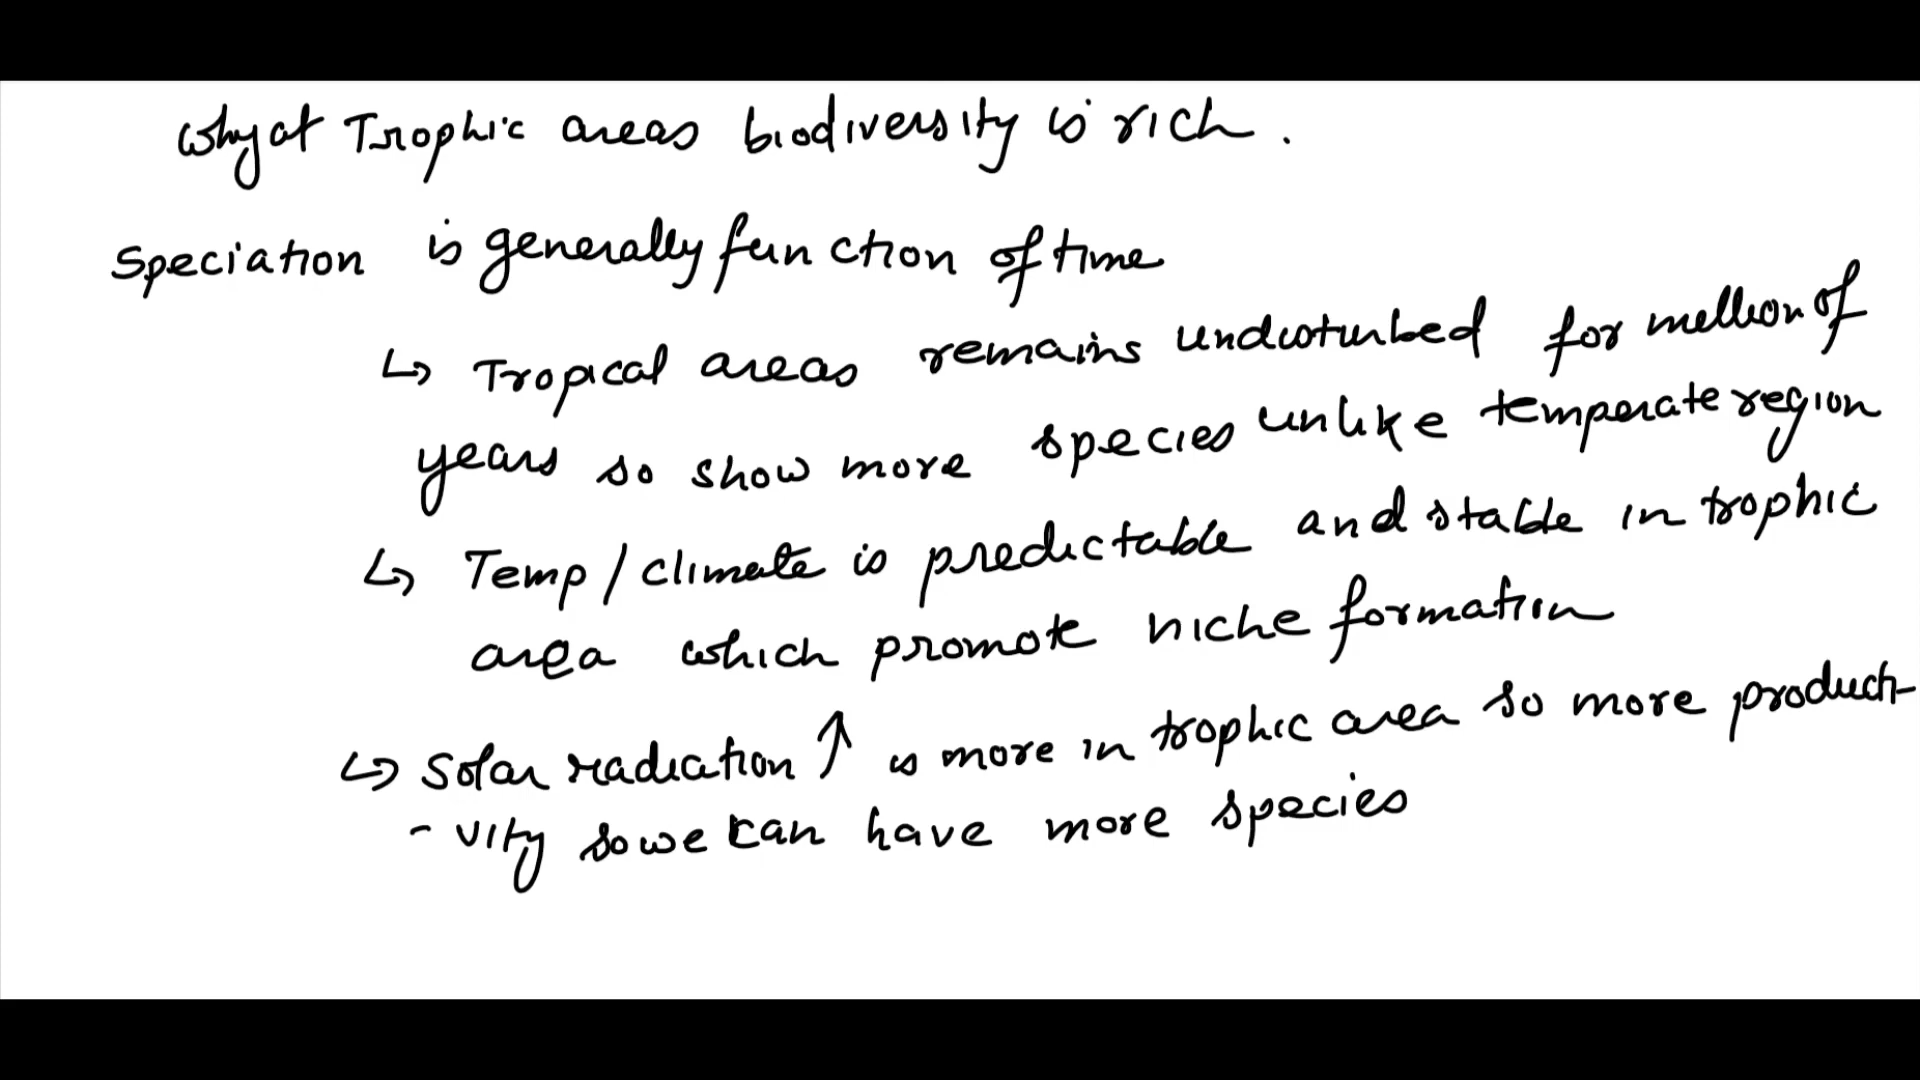 why at Trophic areas biodiversity is rich.
Speciation is generally function of time
↳ Tropical areas remains undisturbed for million of
years so show more species unlike temperate region
↳ Temp / climate is predictable and stable in trophic
area which promote niche formation
↳ Solar radiation ↑ is more in trophic area so more producti-
-vity so we can have more species